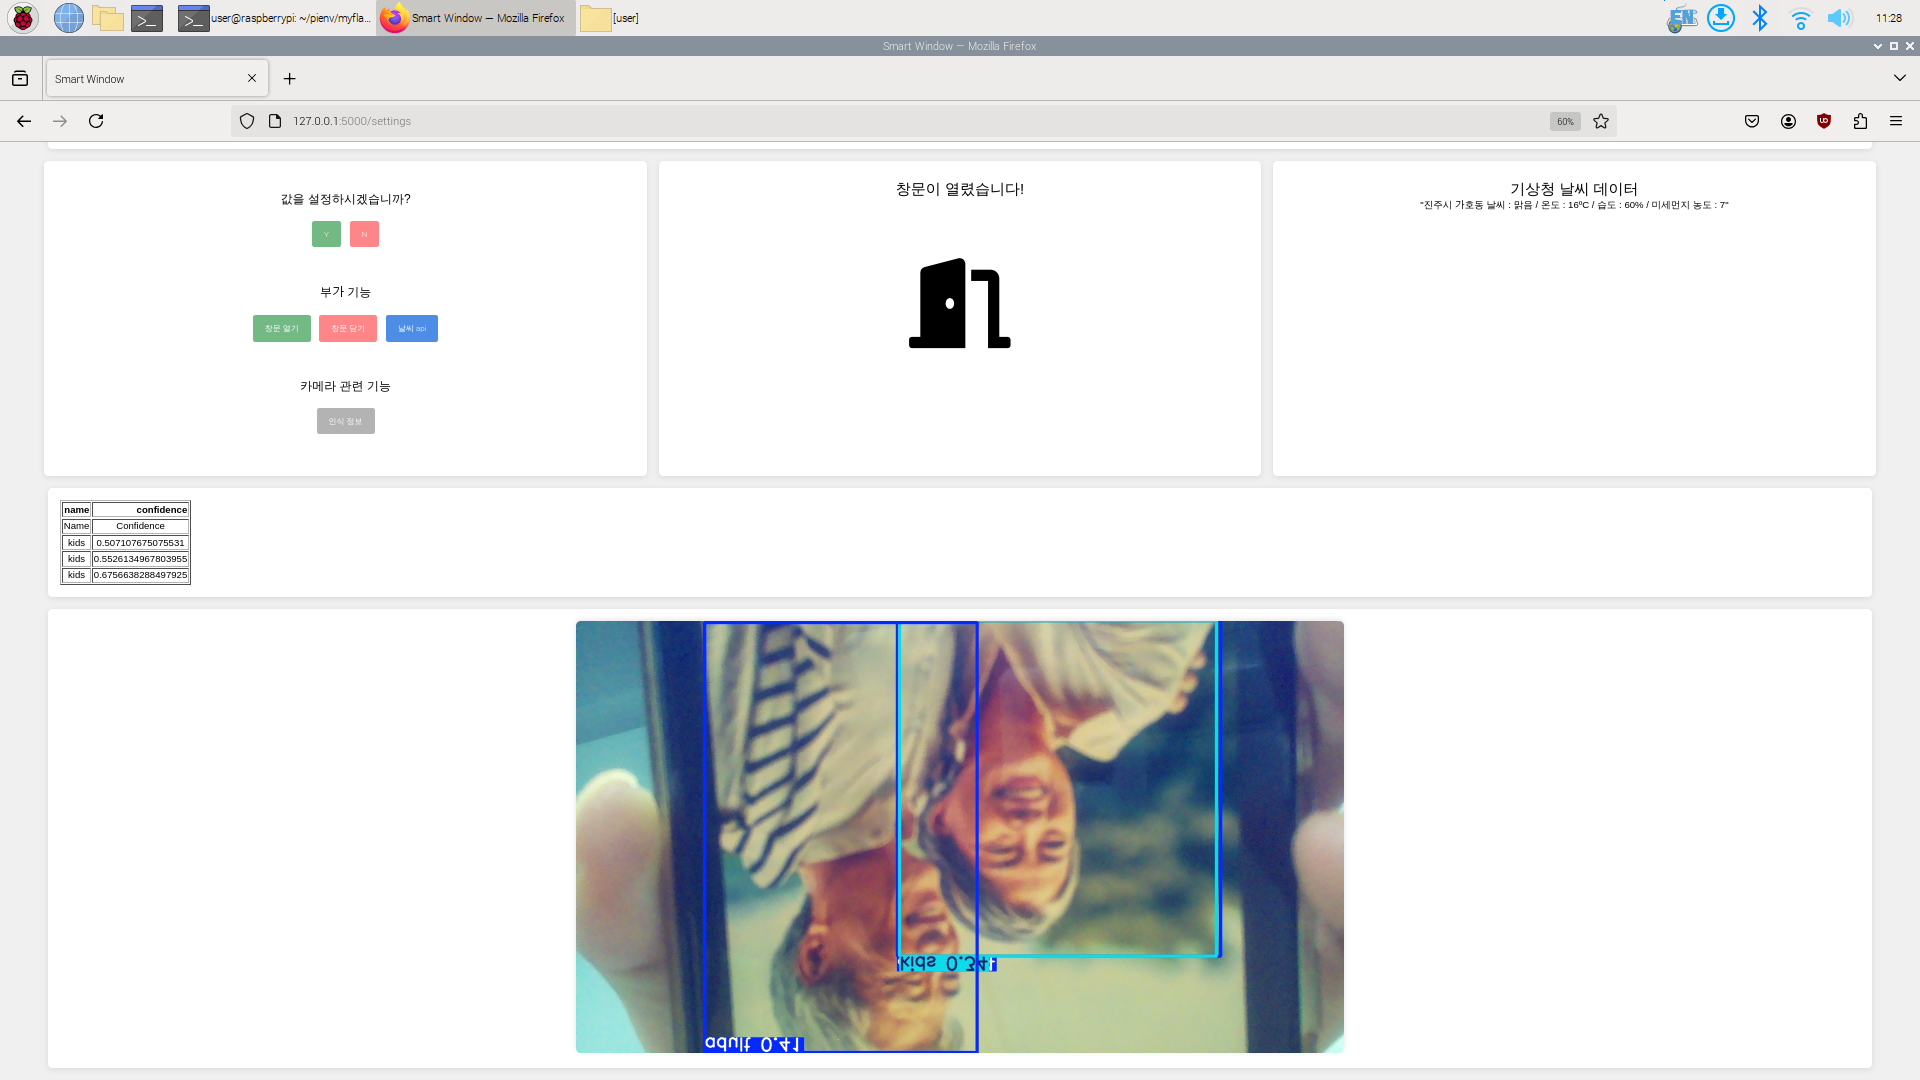 user@raspberrypi: ~/pienv/myfla...
Smart Window — Mozilla Firefox
[user]
EN
11:28
Smart Window — Mozilla Firefox
Smart Window
127.0.0.1:5000/settings
60%
값을 설정하시겠습니까?
Y
N
부가 기능
창문 열기
창문 닫기
날씨 api
카메라 관련 기능
인식 정보
창문이 열렸습니다!
기상청 날씨 데이터
"진주시 가호동 날씨 : 맑음 / 온도 : 16ºC / 습도 : 60% / 미세먼지 농도 : 7"
name confidence
Name Confidence
kids 0.507107675075531
kids 0.5526134967803955
kids 0.6756638288497925
kids 0.34
adult 0.41